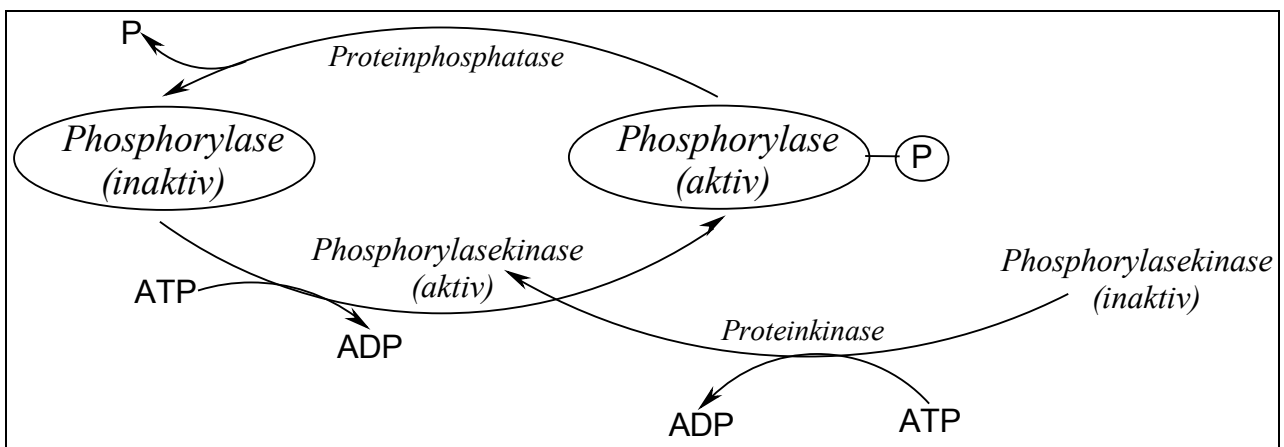 P
Proteinphosphatase
Phosphorylase
(inaktiv)
Phosphorylase
(aktiv)
P
Phosphorylasekinase
(aktiv)
Phosphorylasekinase
(inaktiv)
ATP
ADP
Proteinkinase
ADP
ATP